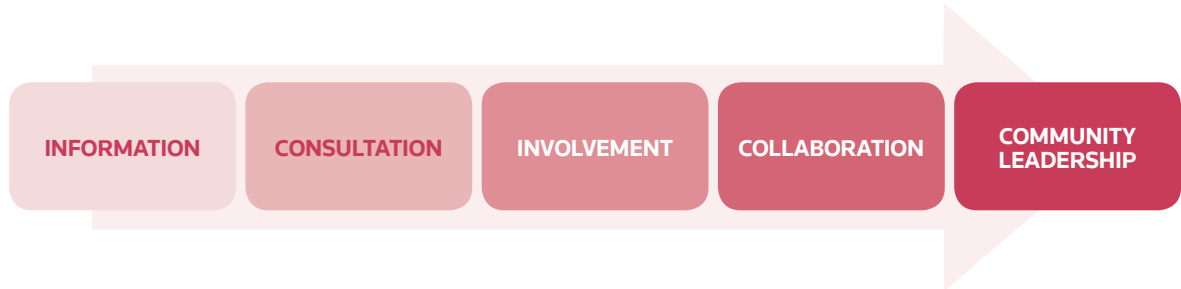 INFORMATION
CONSULTATION
INVOLVEMENT
COLLABORATION
COMMUNITY
LEADERSHIP